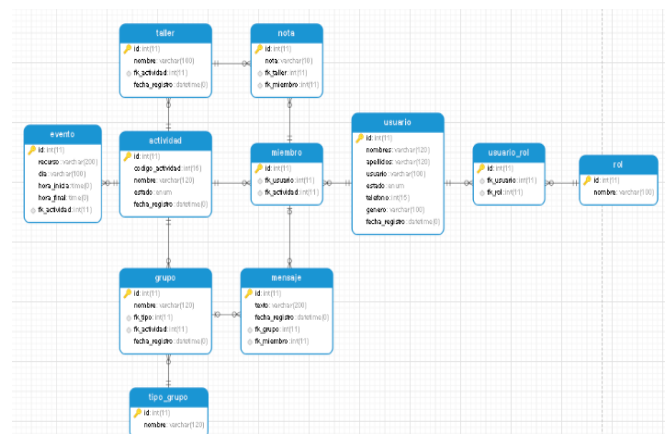 taller
id: int(11)
nombre: varchar(100)
fk_actividad: int(11)
fecha_registro: datetime(0)
nota
id: int(11)
nota: varchar(10)
fk_taller: int(11)
fk_miembro: int(11)
evento
id: int(11)
recurso: varchar(200)
dia: varchar(100)
hora_inicia: time(0)
hora_final: time(0)
fk_actividad: int(11)
actividad
id: int(11)
codigo_actividad: int(15)
nombre: varchar(120)
estado: enum
fecha_registro: datetime(0)
miembro
id: int(11)
fk_usuario: int(11)
fk_actividad: int(11)
usuario
id: int(11)
nombres: varchar(120)
apellidos: varchar(120)
usuario: varchar(100)
estado: enum
telefono: int(15)
genero: varchar(100)
fecha_registro: datetime(0)
usuario_rol
id: int(11)
fk_usuario: int(11)
fk_rol: int(11)
rol
id: int(11)
nombre: varchar(100)
grupo
id: int(11)
nombre: varchar(120)
fk_tipo: int(11)
fk_actividad: int(11)
fecha_registro: datetime(0)
mensaje
id: int(11)
texto: varchar(200)
fecha_registro: datetime(0)
fk_grupo: int(11)
fk_miembro: int(11)
tipo_grupo
id: int(11)
nombre: varchar(120)